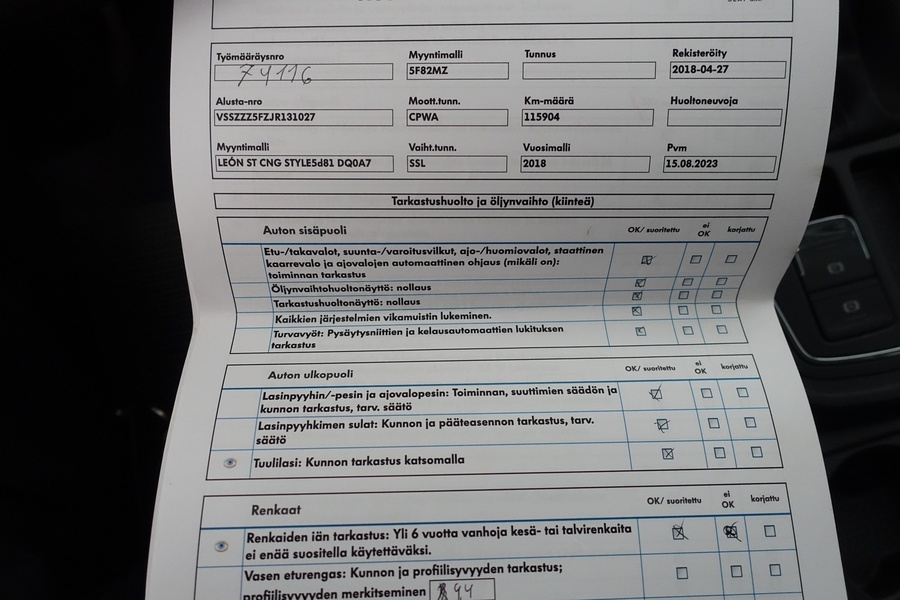 Työmääräysnro Myyntimalli Tunnus Rekisteröity
74116 5F82MZ 2018-04-27
Alusta-nro Moott.tunn. Km-määrä Huoltoneuvoja
VSSZZZ5FZJR131027 CPWA 115904
Myyntimalli Vaiht.tunn. Vuosimalli Pvm
LEÓN ST CNG STYLE5d81 DQ0A7 SSL 2018 15.08.2023
Tarkastushuolto ja öljynvaihto (kiinteä)
Auton sisäpuoli OK/ suoritettu ei OK korjattu
Etu-/takavalot, suunta-/varoitusvilkut, ajo-/huomiovalot, staattinen
kaarrevalo ja ajovalojen automaattinen ohjaus (mikäli on):
toiminnan tarkastus
Öljynvaihtohuoltonäyttö: nollaus
Tarkastushuoltonäyttö: nollaus
Kaikkien järjestelmien vikamuistin lukeminen.
Turvavyöt: Pysäytysniittien ja kelausautomaattien lukituksen
tarkastus
Auton ulkopuoli OK/ suoritettu ei OK korjattu
Lasinpyyhin/-pesin ja ajovalopesin: Toiminnan, suuttimien säädön ja
kunnon tarkastus, tarv. säätö
Lasinpyyhkimen sulat: Kunnon ja pääteasennon tarkastus, tarv.
säätö
Tuulilasi: Kunnon tarkastus katsomalla
Renkaat OK/ suoritettu ei OK korjattu
Renkaiden iän tarkastus: Yli 6 vuotta vanhoja kesä- tai talvirenkaita
ei enää suositella käytettäväksi.
Vasen eturengas: Kunnon ja profiilisyvyyden tarkastus;
profiilisyvyyden merkitseminen